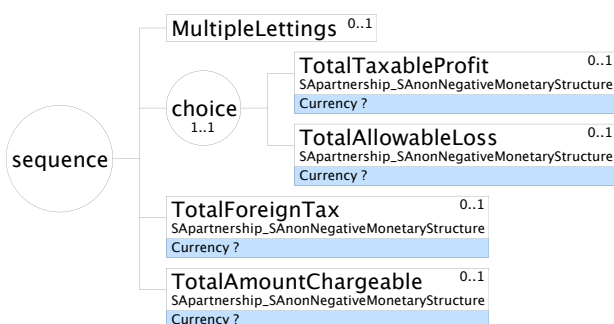 MultipleLettings 0..1
TotalTaxableProfit 0..1
SApartnership_SAnonNegativeMonetaryStructure
Currency ?
choice
1..1
TotalAllowableLoss 0..1
SApartnership_SAnonNegativeMonetaryStructure
Currency ?
sequence
TotalForeignTax 0..1
SApartnership_SAnonNegativeMonetaryStructure
Currency ?
TotalAmountChargeable 0..1
SApartnership_SAnonNegativeMonetaryStructure
Currency ?